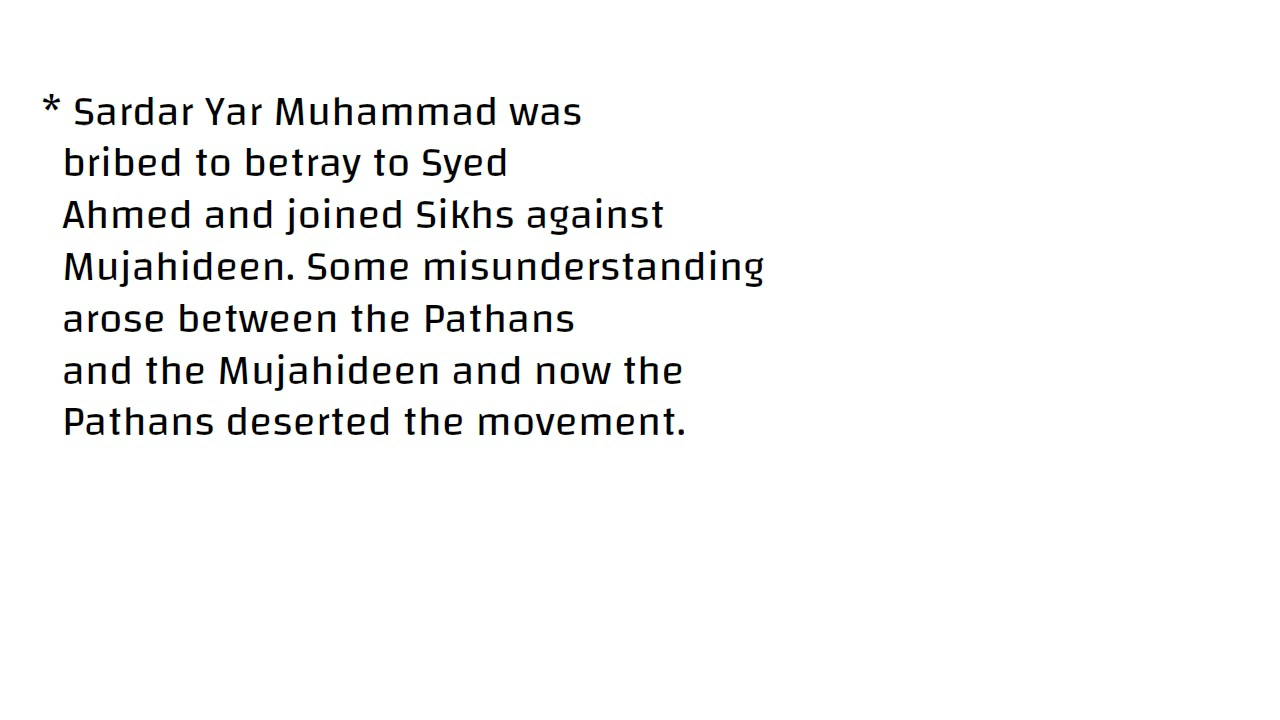 * Sardar Yar Muhammad was
bribed to betray to Syed
Ahmed and joined Sikhs against
Mujahideen. Some misunderstanding
arose between the Pathans
and the Mujahideen and now the
Pathans deserted the movement.